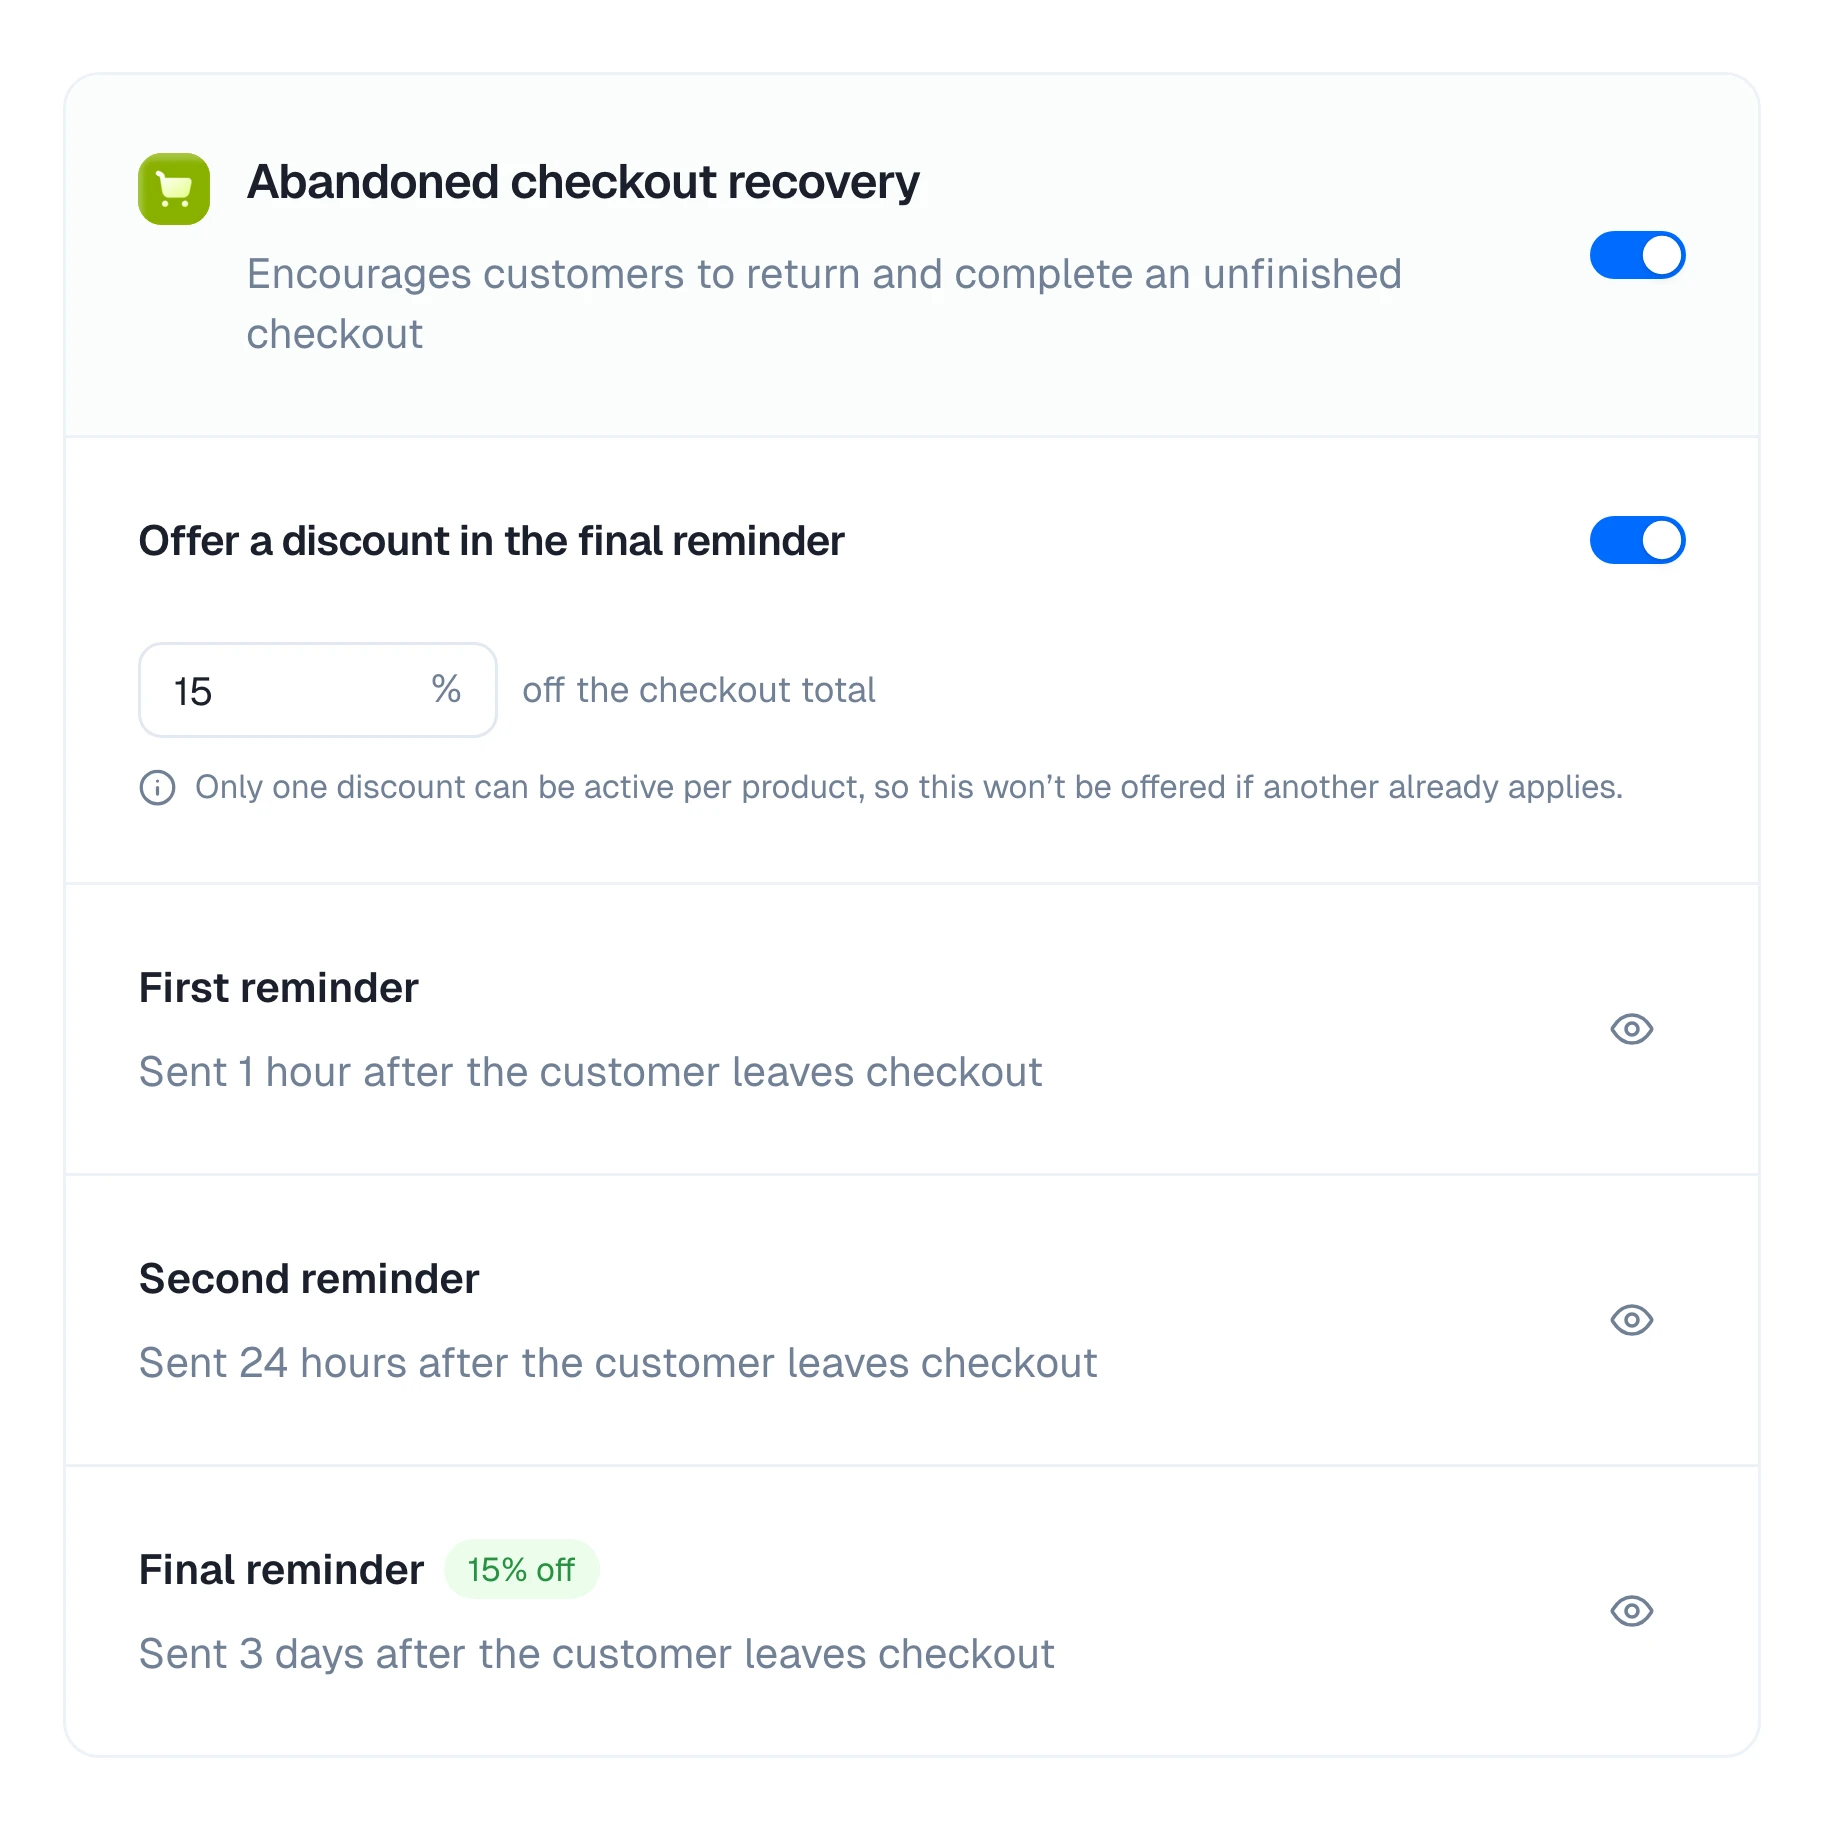 Abandoned checkout recovery
Encourages customers to return and complete an unfinished
checkout
Offer a discount in the final reminder
15 % off the checkout total
Only one discount can be active per product, so this won’t be offered if another already applies.
First reminder
Sent 1 hour after the customer leaves checkout
Second reminder
Sent 24 hours after the customer leaves checkout
Final reminder 15% off
Sent 3 days after the customer leaves checkout